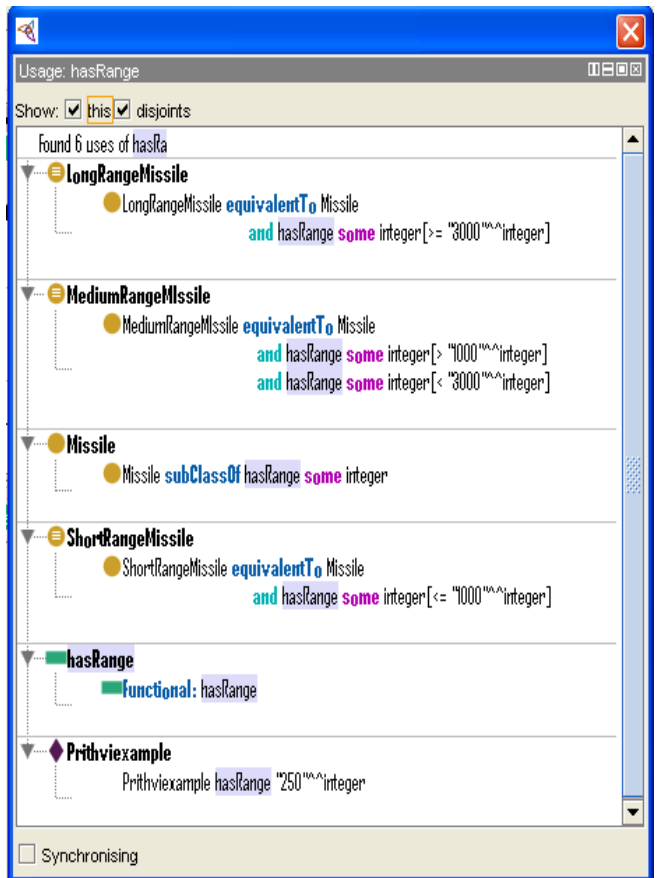 Usage: hasRange
Show: this disjoints
Found 6 uses of hasRa
LongRangeMissile
LongRangeMissile equivalentTo Missile
and hasRange some integer[>= "3000"^^integer]
MediumRangeMIssile
MediumRangeMIssile equivalentTo Missile
and hasRange some integer[> "1000"^^integer]
and hasRange some integer[< "3000"^^integer]
Missile
Missile subClassOf hasRange some integer
ShortRangeMissile
ShortRangeMissile equivalentTo Missile
and hasRange some integer[<= "1000"^^integer]
hasRange
Functional: hasRange
Prithviexample
Prithviexample hasRange "250"^^integer
Synchronising